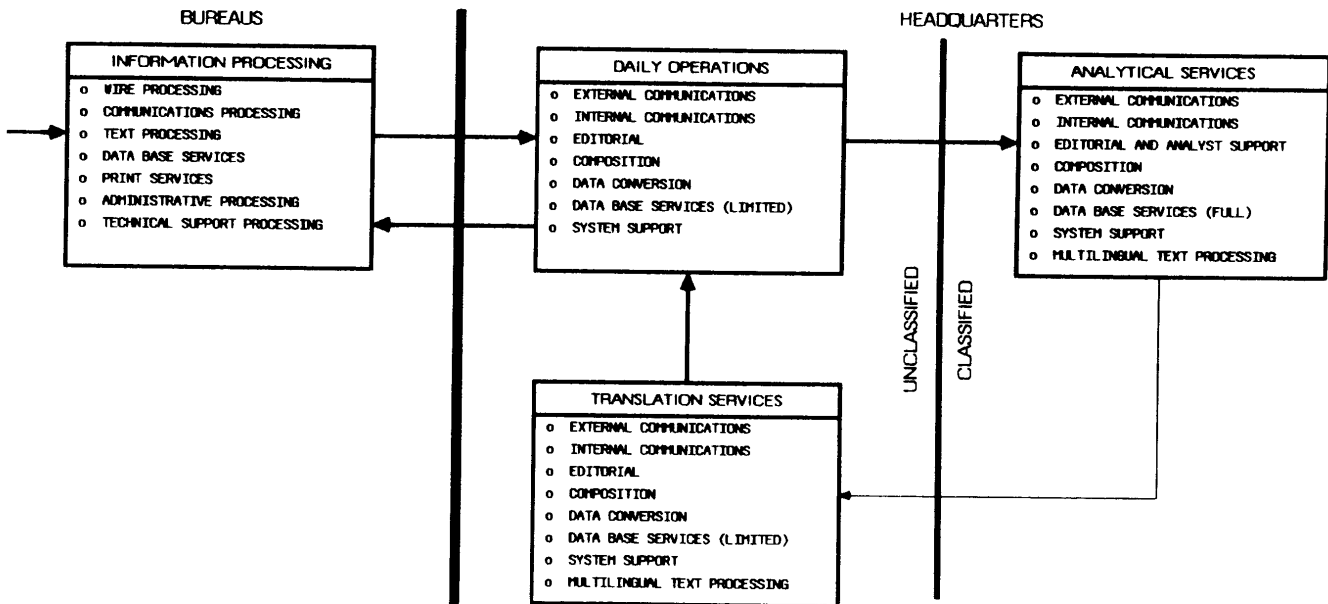 BUREAUS
HEADQUARTERS
INFORMATION PROCESSING
o WIRE PROCESSING
o COMMUNICATIONS PROCESSING
o TEXT PROCESSING
o DATA BASE SERVICES
o PRINT SERVICES
o ADMINISTRATIVE PROCESSING
o TECHNICAL SUPPORT PROCESSING
DAILY OPERATIONS
o EXTERNAL COMMUNICATIONS
o INTERNAL COMMUNICATIONS
o EDITORIAL
o COMPOSITION
o DATA CONVERSION
o DATA BASE SERVICES (LIMITED)
o SYSTEM SUPPORT
ANALYTICAL SERVICES
o EXTERNAL COMMUNICATIONS
o INTERNAL COMMUNICATIONS
o EDITORIAL AND ANALYST SUPPORT
o COMPOSITION
o DATA CONVERSION
o DATA BASE SERVICES (FULL)
o SYSTEM SUPPORT
o MULTILINGUAL TEXT PROCESSING
UNCLASSIFIED
CLASSIFIED
TRANSLATION SERVICES
o EXTERNAL COMMUNICATIONS
o INTERNAL COMMUNICATIONS
o EDITORIAL
o COMPOSITION
o DATA CONVERSION
o DATA BASE SERVICES (LIMITED)
o SYSTEM SUPPORT
o MULTILINGUAL TEXT PROCESSING